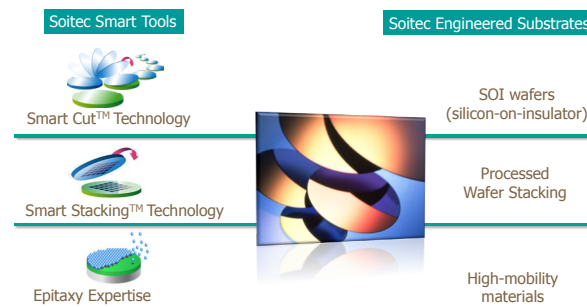 Soitec Smart Tools
Soitec Engineered Substrates
Smart Cut™ Technology
SOI wafers
(silicon-on-insulator)
Smart Stacking™ Technology
Processed
Wafer Stacking
Epitaxy Expertise
High-mobility
materials